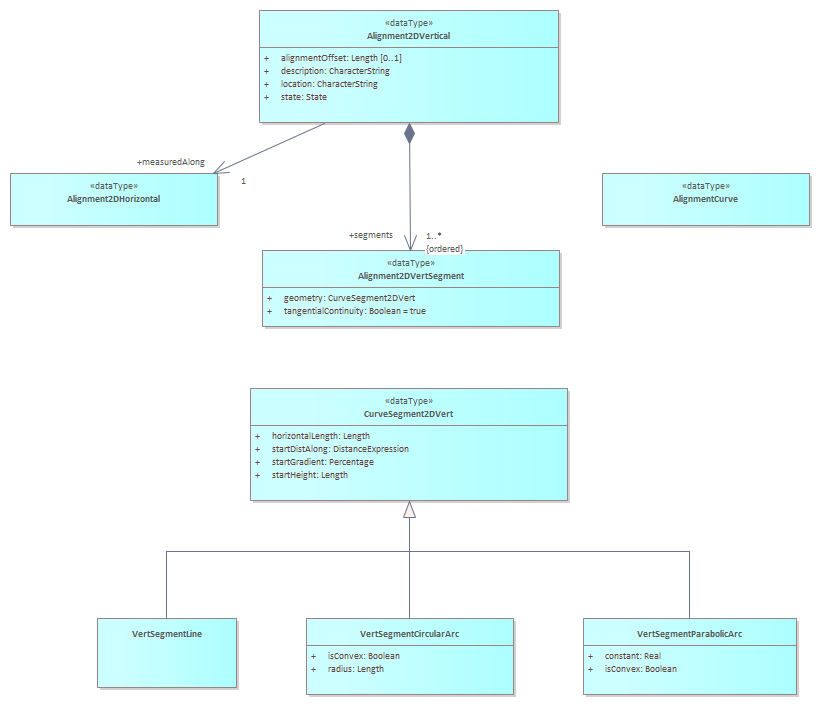 «dataType»
Alignment2DVertical
+ alignmentOffset: Length [0..1]
+ description: CharacterString
+ location: CharacterString
+ state: State
+measuredAlong
1
«dataType»
Alignment2DHorizontal
«dataType»
AlignmentCurve
+segments 1..*
{ordered}
«dataType»
Alignment2DVertSegment
+ geometry: CurveSegment2DVert
+ tangentialContinuity: Boolean = true
«dataType»
CurveSegment2DVert
+ horizontalLength: Length
+ startDistAlong: DistanceExpression
+ startGradient: Percentage
+ startHeight: Length
VertSegmentLine
VertSegmentCircularArc
+ isConvex: Boolean
+ radius: Length
VertSegmentParabolicArc
+ constant: Real
+ isConvex: Boolean